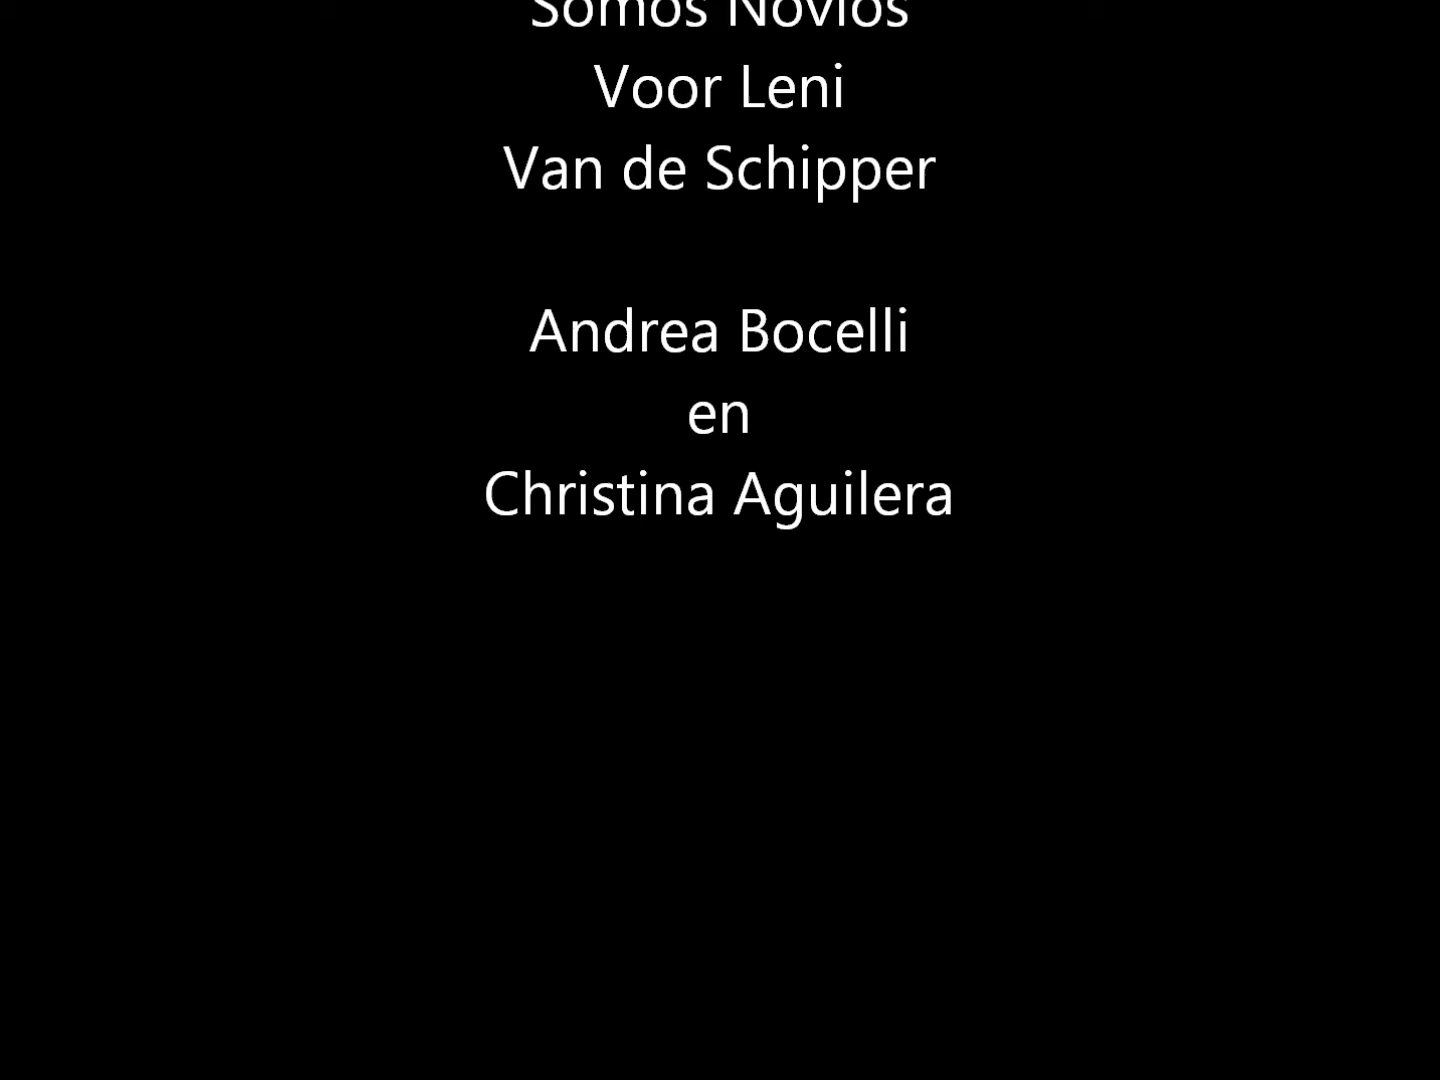 Somos Novios
Voor Leni
Van de Schipper
Andrea Bocelli
en
Christina Aguilera